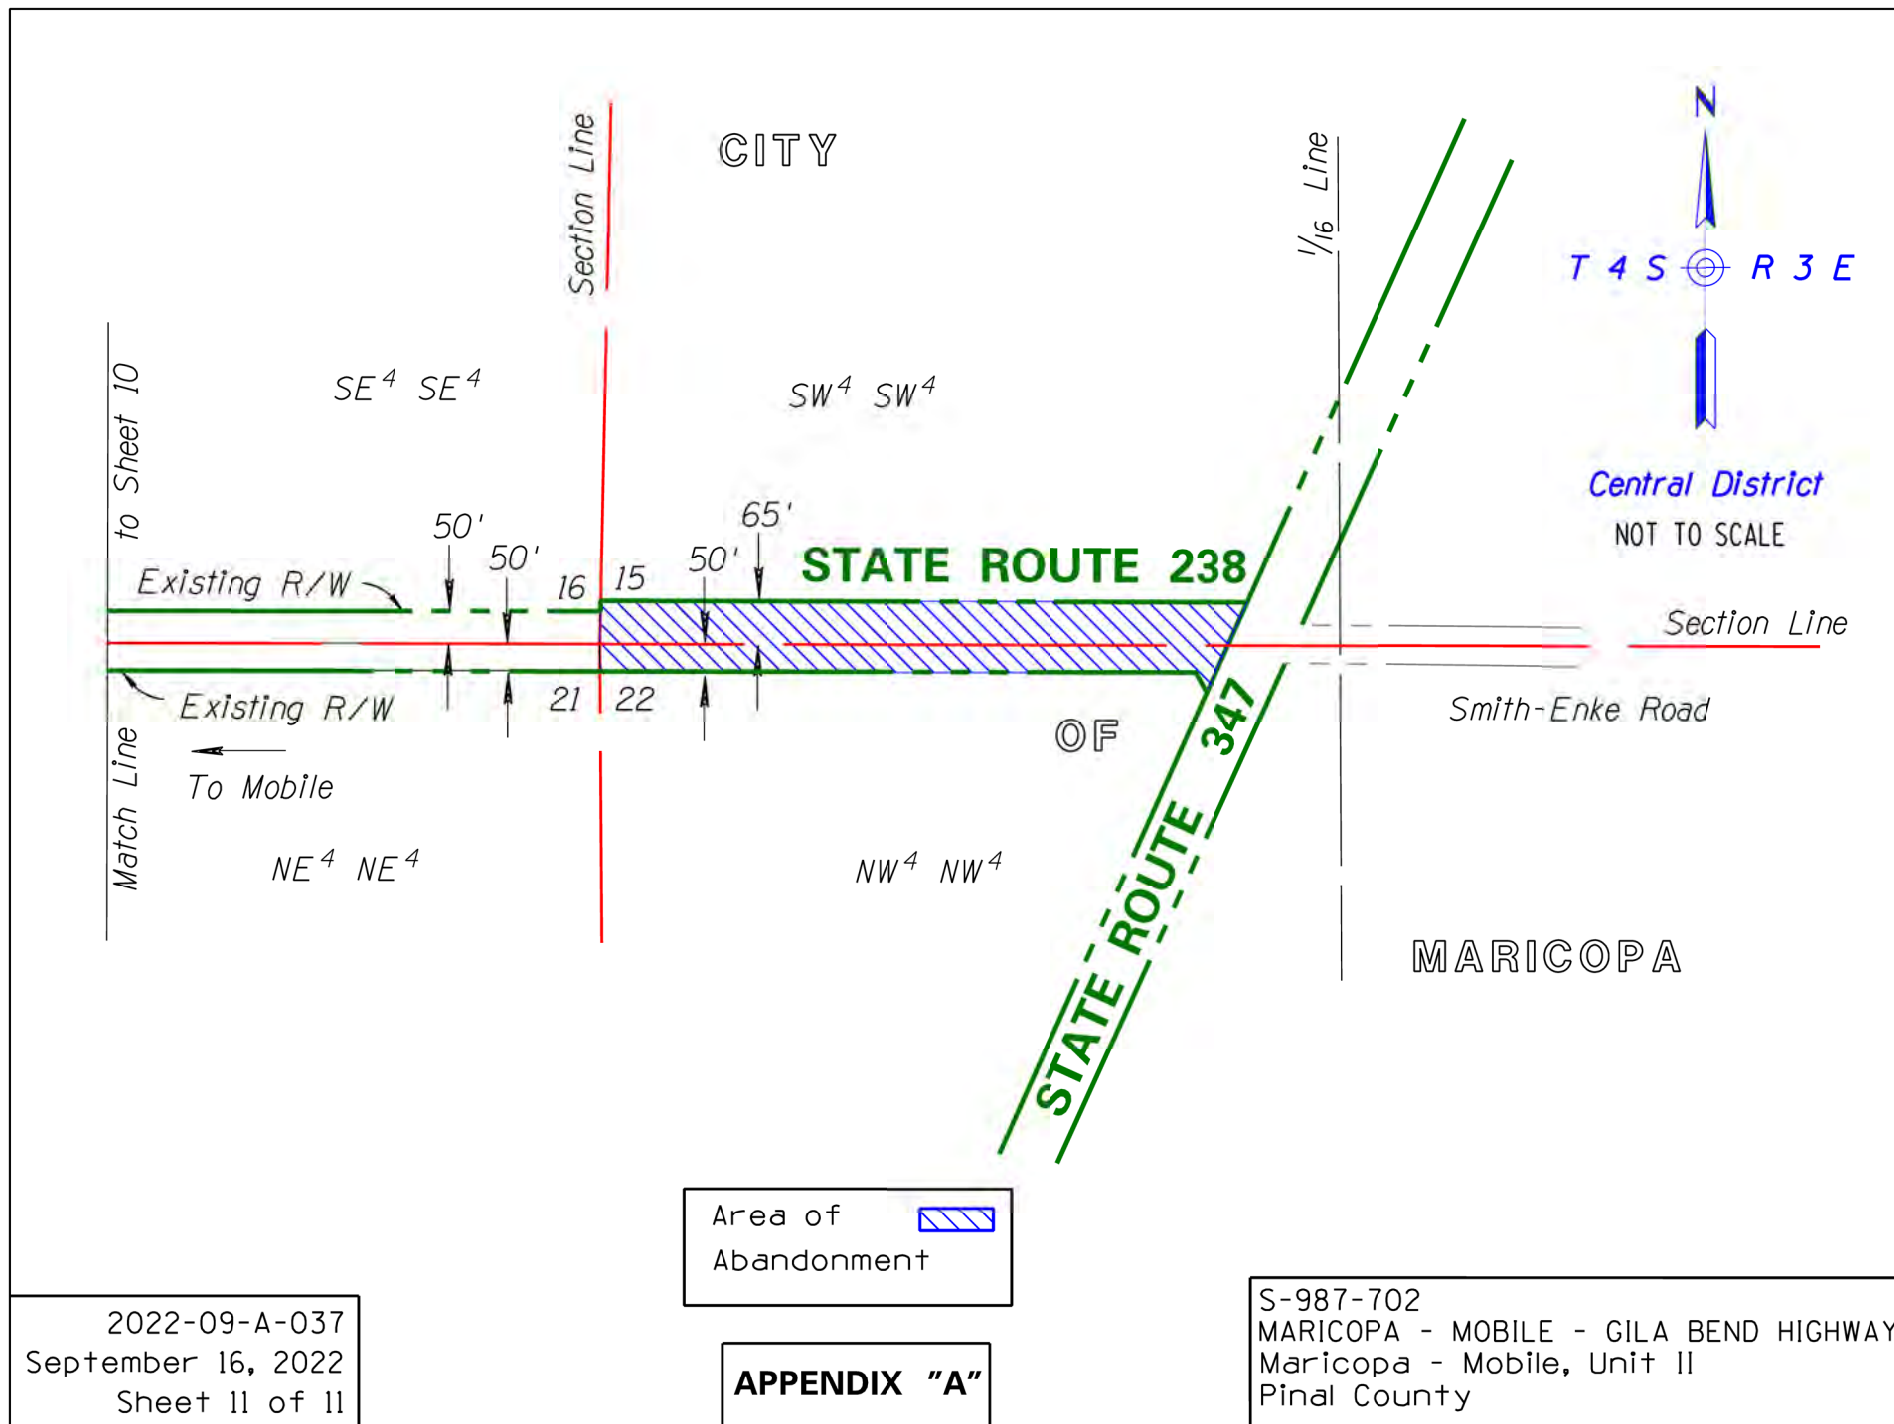 CITY
N
Section Line
1/16 Line
T 4 S R 3 E
to Sheet 10
SE4 SE4
SW4 SW4
Central District
NOT TO SCALE
50'
50'
50'
65'
STATE ROUTE 238
Existing R/W
16
15
Section Line
Existing R/W
21
22
OF
STATE ROUTE 347
Smith-Enke Road
To Mobile
Match Line
NE4 NE4
NW4 NW4
MARICOPA
Area of
Abandonment
2022-09-A-037
September 16, 2022
Sheet 11 of 11
APPENDIX "A"
S-987-702
MARICOPA - MOBILE - GILA BEND HIGHWAY
Maricopa - Mobile, Unit II
Pinal County